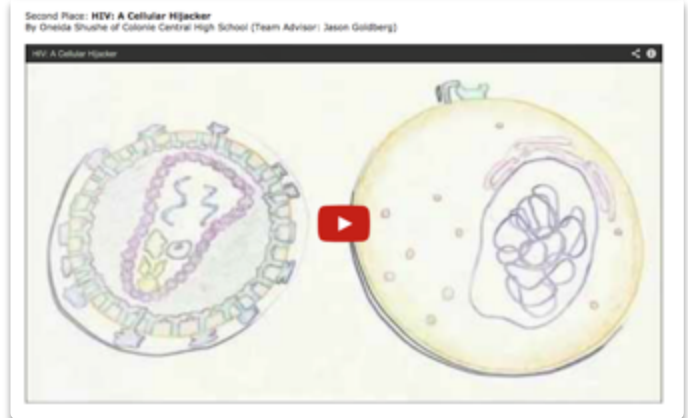 Second Place: HIV: A Cellular Hijacker
By Oneida Shushe of Colonie Central High School (Team Advisor: Jason Goldberg)
HIV: A Cellular Hijacker